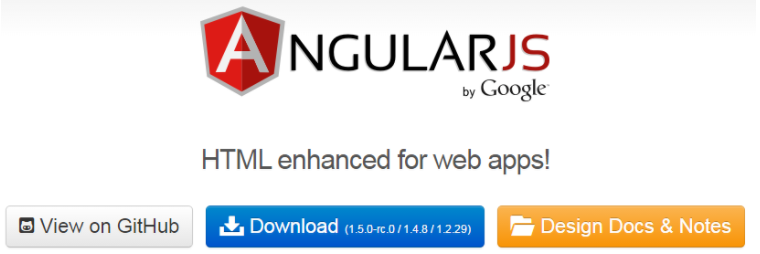 ANGULARJS
by Google
HTML enhanced for web apps!
View on GitHub
Download (1.5.0-rc.0 / 1.4.8 / 1.2.29)
Design Docs & Notes